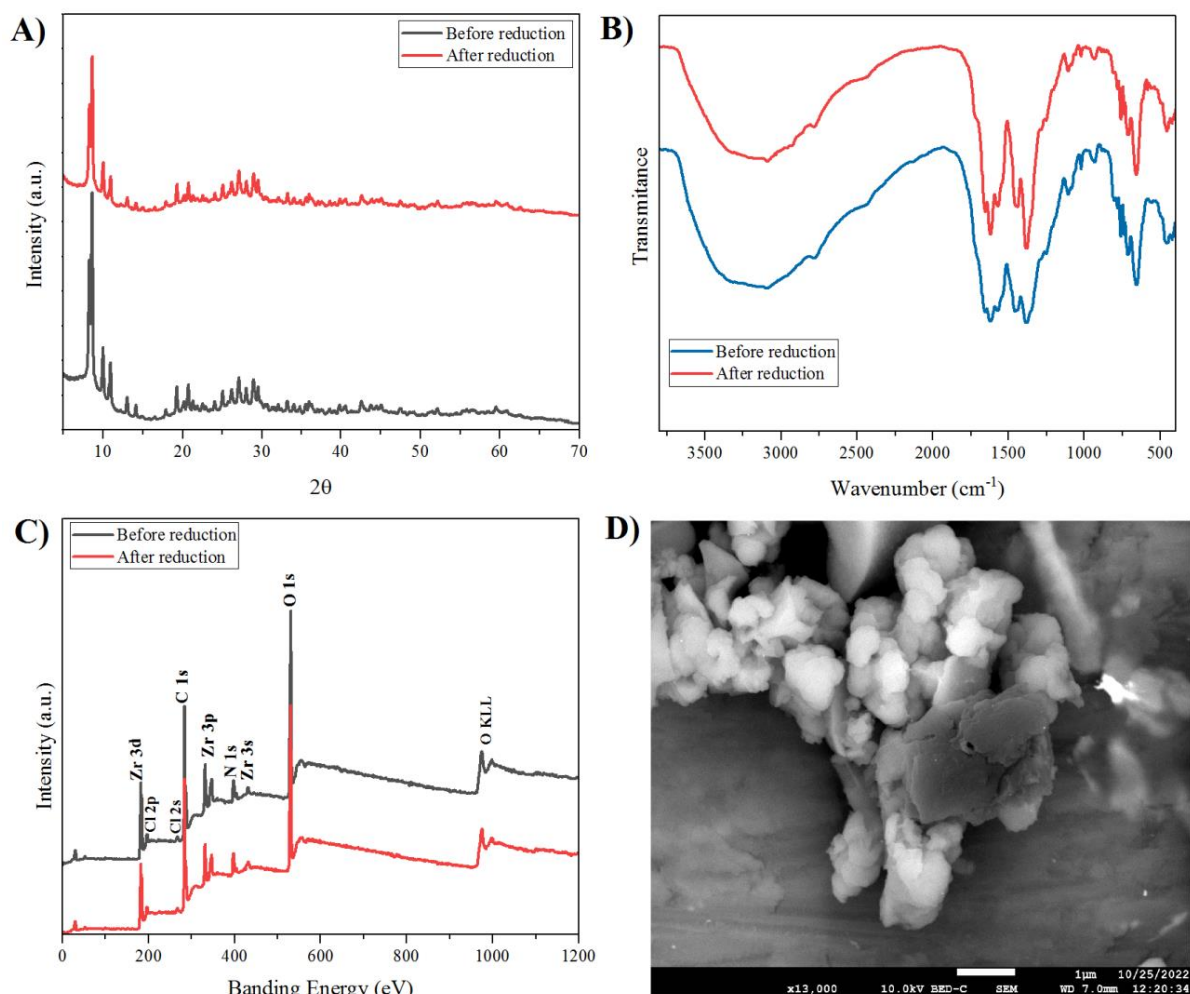 A)
Before reduction
After reduction
Intensity (a.u.)
10 20 30 40 50 60 70
2θ
B)
Transmitance
Before reduction
After reduction
3500 3000 2500 2000 1500 1000 500
Wavenumber (cm⁻¹)
C)
Before reduction
After reduction
Intensity (a.u.)
Zr 3d
Cl 2p
Cl 2s
C 1s
Zr 3p
N 1s
Zr 3s
O 1s
O KLL
0 200 400 600 800 1000 1200
Banding Energy (eV)
D)
1µm 10/25/2022
x13,000 10.0kV BED-C SEM WD 7.0mm 12:20:34